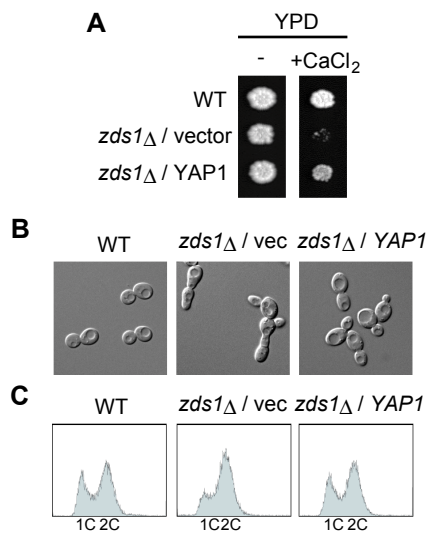 A
YPD
- +CaCl2
WT
zds1Δ / vector
zds1Δ / YAP1
B
WT zds1Δ / vec zds1Δ / YAP1
C
WT zds1Δ / vec zds1Δ / YAP1
1C 2C 1C 2C 1C 2C